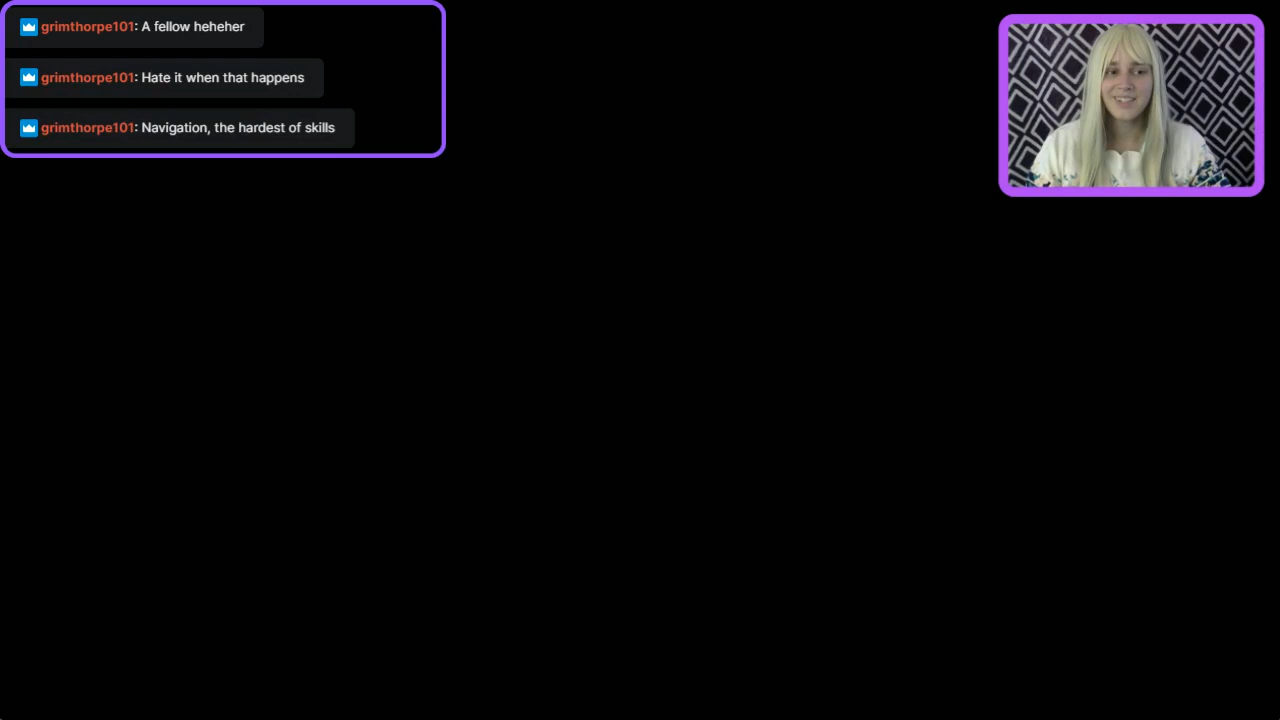 grimthorpe101: A fellow heheher
grimthorpe101: Hate it when that happens
grimthorpe101: Navigation, the hardest of skills